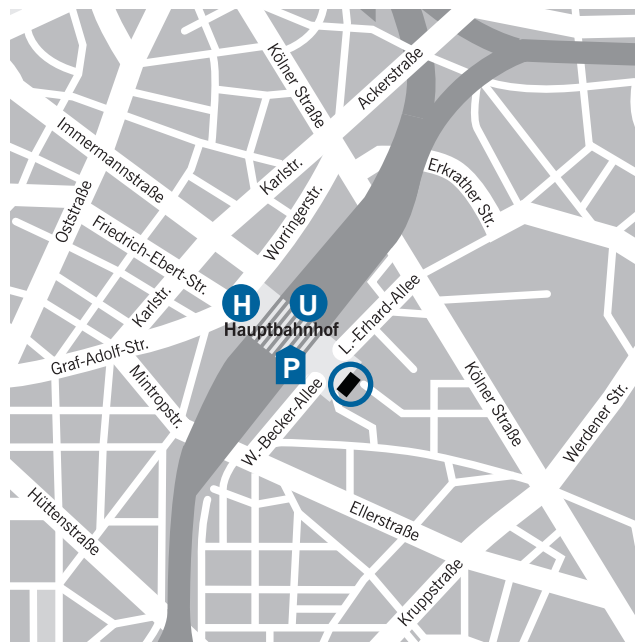 Kölner Straße
Ackerstraße
Immermannstraße
Karlstr.
Erkrather Str.
Oststraße
Worringerstr.
Friedrich-Ebert-Str.
Karlstr.
H
U
Hauptbahnhof
L.-Erhard-Allee
Graf-Adolf-Str.
P
Mintropstr.
W.-Becker-Allee
Kölner Straße
Werdener Str.
Hüttenstraße
Ellerstraße
Kruppstraße